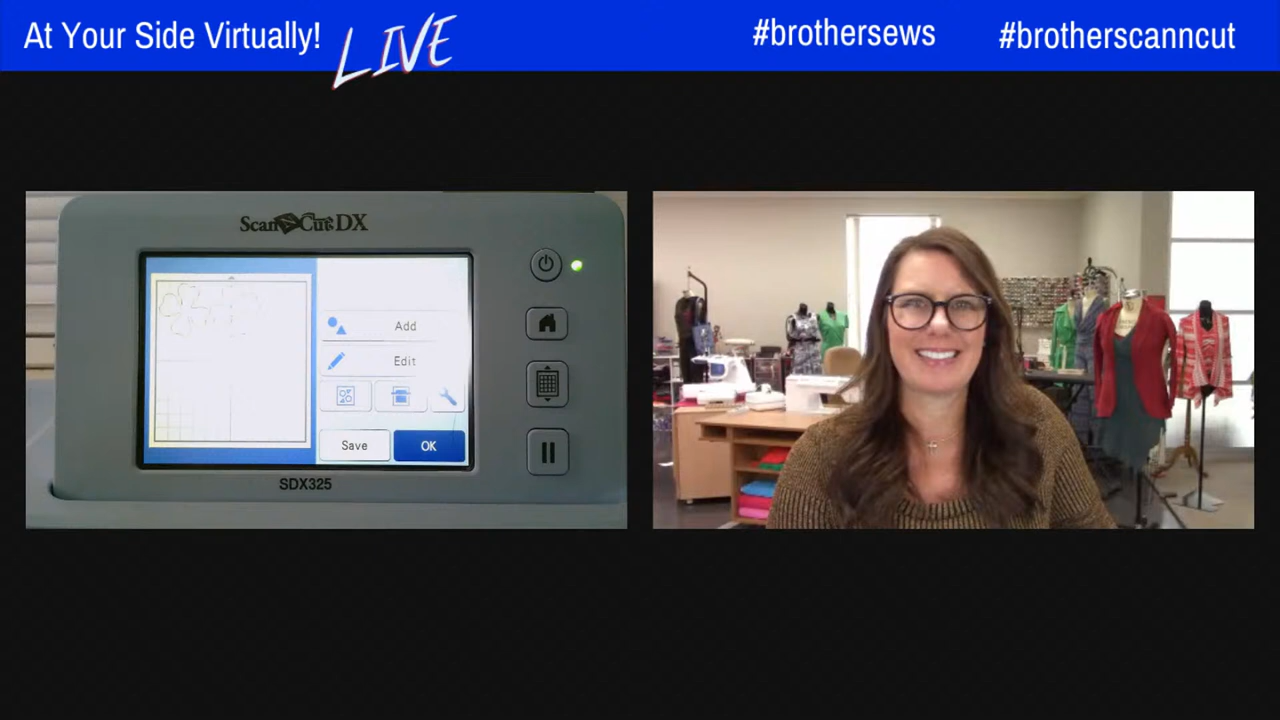 At Your Side Virtually!
LIVE
#brothersews
#brotherscanncut
ScanNCut DX
Add
Edit
Save
OK
SDX325